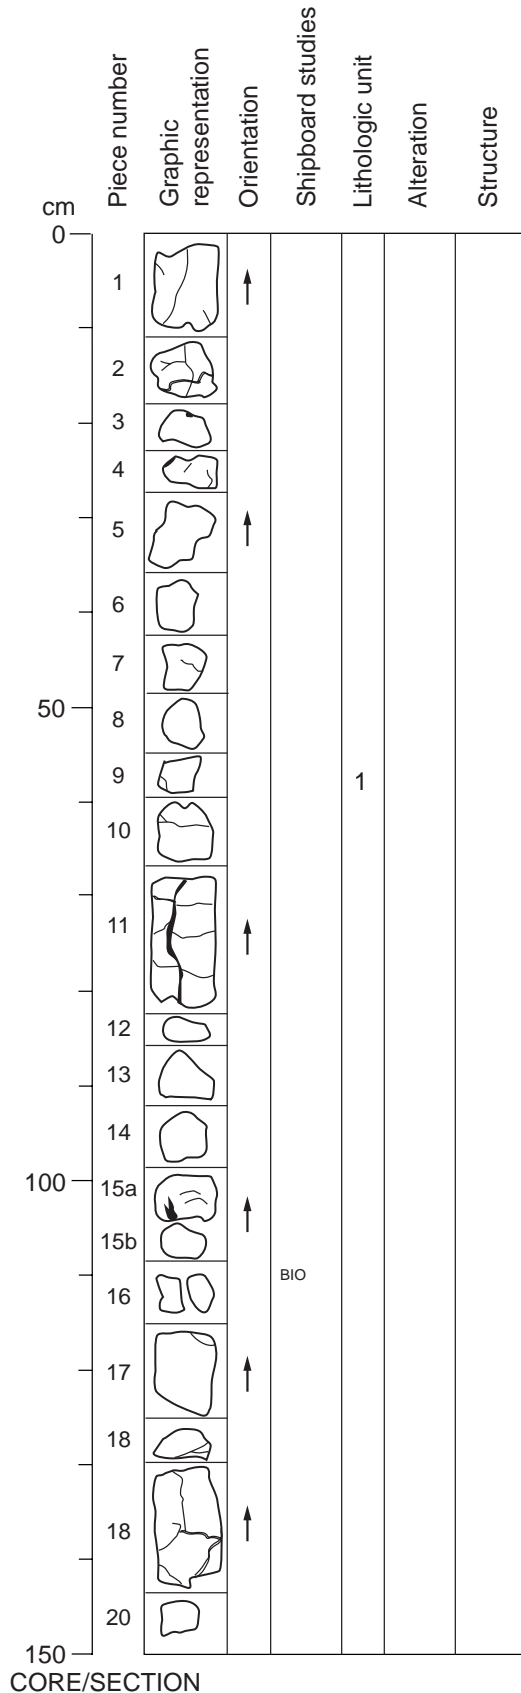 Piece number
Graphic
representation
Orientation
Shipboard studies
Lithologic unit
Alteration
Structure
cm
0
1
2
3
4
5
6
7
50
8
9
1
10
11
12
13
14
100
15a
15b
BIO
16
17
18
18
20
150
CORE/SECTION